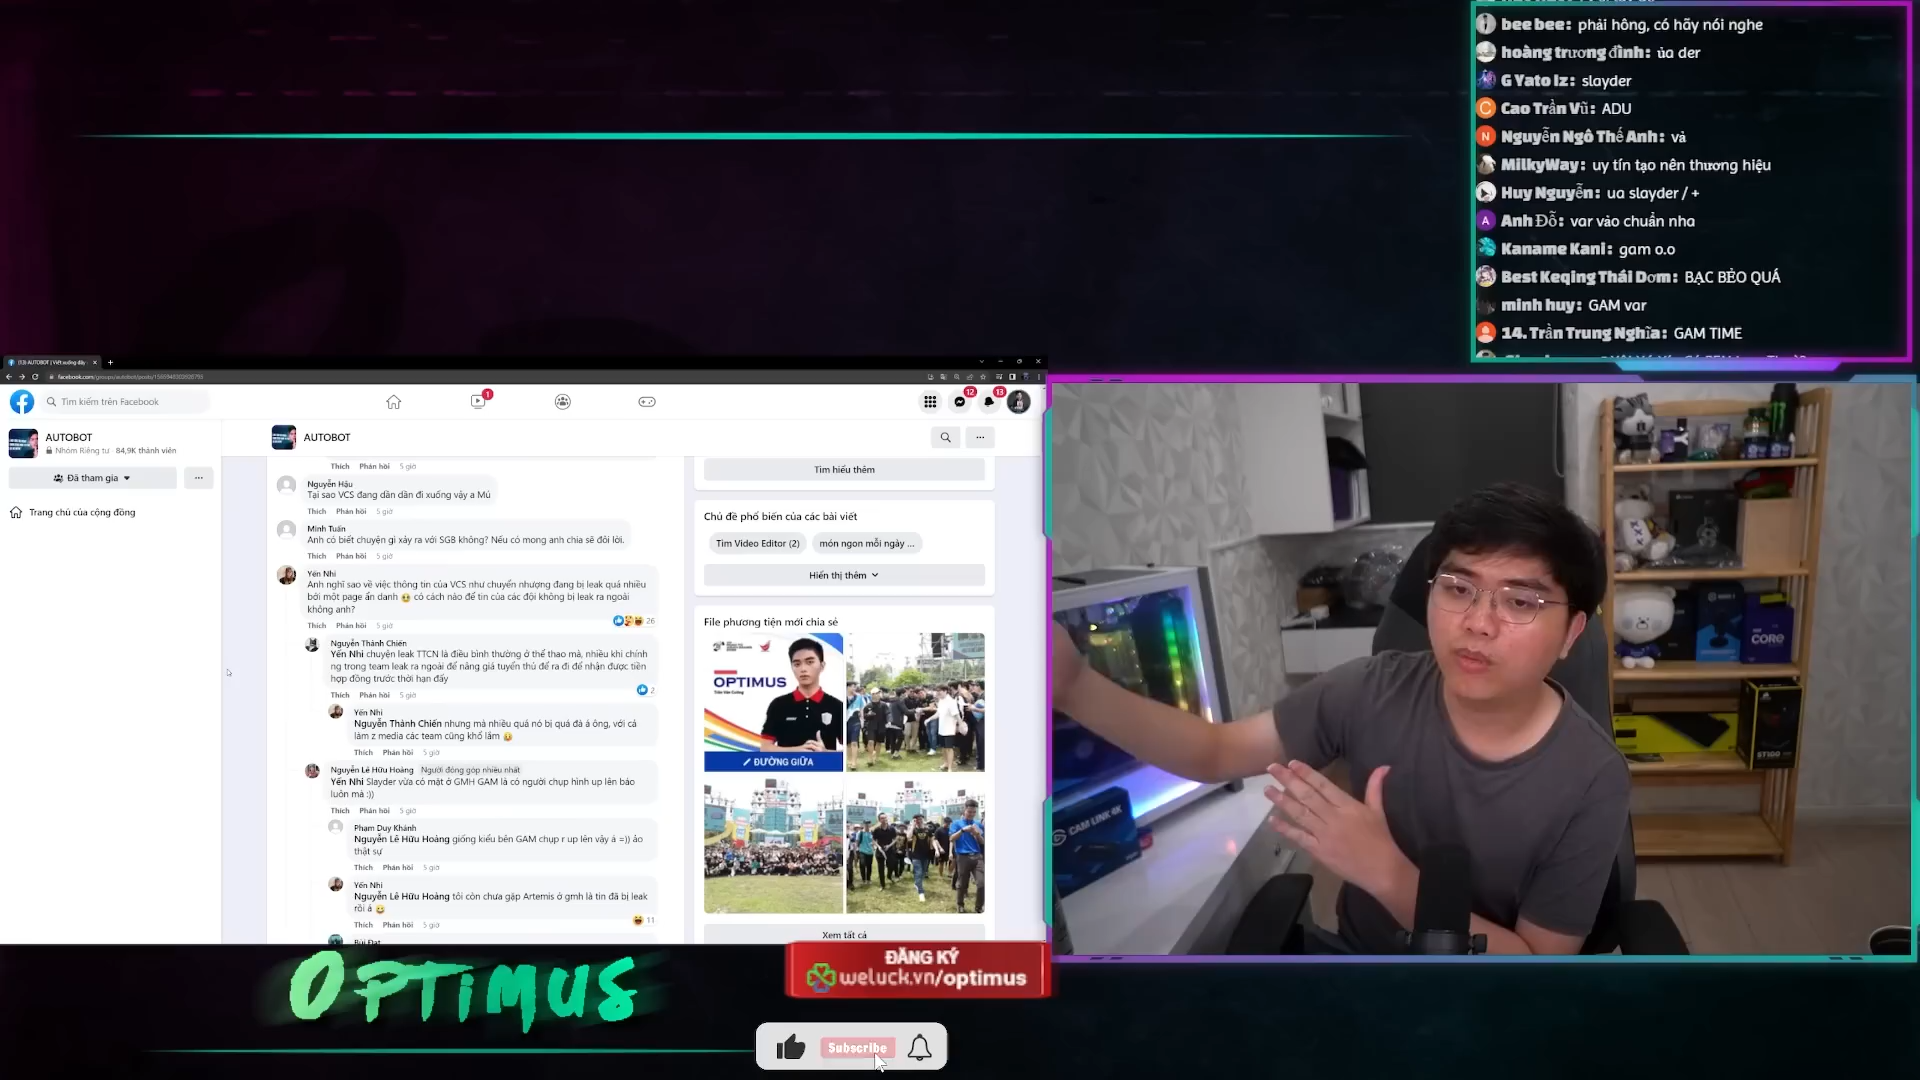 bee bee: phải hông, có hãy nói nghe
hoàng trương đình: ủa der
G Yato Iz: slayder
Cao Trần Vũ: ADU
Nguyễn Ngô Thế Anh: vả
MilkyWay: uy tín tạo nên thương hiệu
Huy Nguyễn: ua slayder / +
Anh Đỗ: var vào chuẩn nha
Kaname Kani: gam o.o
Best Keqing Thái Dơm: BẠC BẺO QUÁ
minh huy: GAM var
14. Trần Trung Nghĩa: GAM TIME
Tìm kiếm trên Facebook
1
12
13
AUTOBOT
Nhóm Riêng tư 84,9K thành viên
Đã tham gia
Trang chủ của cộng đồng
AUTOBOT
Thích Phản hồi 5 giờ
Nguyễn Hậu
Tại sao VCS đang dần dần đi xuống vậy a Mú
Thích Phản hồi 5 giờ
Minh Tuấn
Anh có biết chuyện gì xảy ra với SGB không? Nếu có mong anh chia sẽ đôi lời.
Thích Phản hồi 5 giờ
Yến Nhi
Anh nghĩ sao về việc thông tin của VCS như chuyển nhượng đang bị leak quá nhiều
bởi một page ẩn danh có cách nào để tin của các đội không bị leak ra ngoài
không anh?
Thích Phản hồi 5 giờ
26
Nguyễn Thành Chiến
Yến Nhi chuyện leak TTCN là điều bình thường ở thể thao mà, nhiều khi chính
ng trong team leak ra ngoài để nâng giá tuyển thủ để ra đi để nhận được tiền
hợp đồng trước thời hạn đấy
Thích Phản hồi 5 giờ
2
Yến Nhi
Nguyễn Thành Chiến nhưng mà nhiều quá nó bị quá đà á ông, với cả
làm z media các team cũng khổ lắm
Thích Phản hồi 5 giờ
Nguyễn Lê Hữu Hoàng Người đóng góp nhiều nhất
Yến Nhi Slayder vừa có mặt ở GMH GAM là có người chụp hình up lên báo
luôn mà :))
Thích Phản hồi 5 giờ
Phạm Duy Khánh
Nguyễn Lê Hữu Hoàng giống kiểu bên GAM chụp r up lên vậy á =)) ảo
thật sự
Thích Phản hồi 5 giờ
Yến Nhi
Nguyễn Lê Hữu Hoàng tôi còn chưa gặp Artemis ở gmh là tin đã bị leak
rồi á
Thích Phản hồi 5 giờ
11
Bùi Đạt
Tìm hiểu thêm
Chủ đề phổ biến của các bài viết
Tìm Video Editor (2)
món ngon mỗi ngày ...
Hiển thị thêm
File phương tiện mới chia sẻ
OPTIMUS
ĐƯỜNG GIỮA
Xem tất cả
CAM LINK 4K
CORE
ST100
OPTIMUS
ĐĂNG KÝ
weluck.vn/optimus
Subscribe